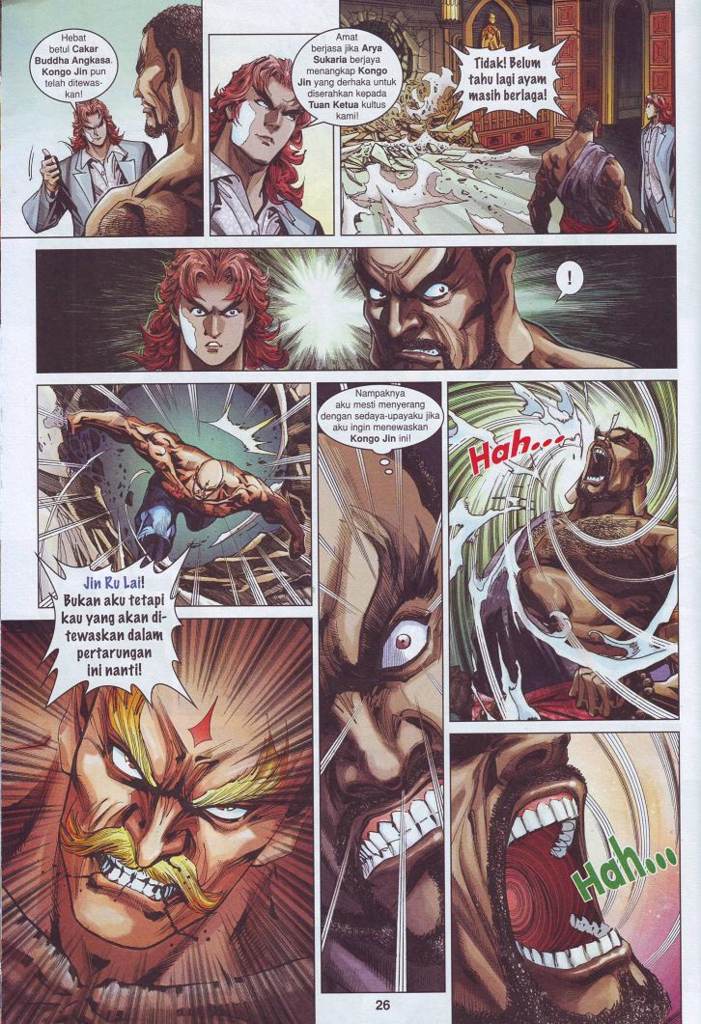 Hebat
betul Cakar
Buddha Angkasa.
Kongo Jin pun
telah ditewas-
kan!
Amat
berjasa jika Arya
Sukaria berjaya
menangkap Kongo
Jin yang derhaka untuk
diserahkan kepada
Tuan Ketua kultus
kami!
Tidak! Belum
tahu lagi ayam
masih berlaga!
!
Jin Ru Lai!
Bukan aku tetapi
kau yang akan di-
tewaskan dalam
pertarungan
ini nanti!
Nampaknya
aku mesti menyerang
dengan sedaya-upayaku jika
aku ingin menewaskan
Kongo Jin ini!
Hah...
Hah...
26